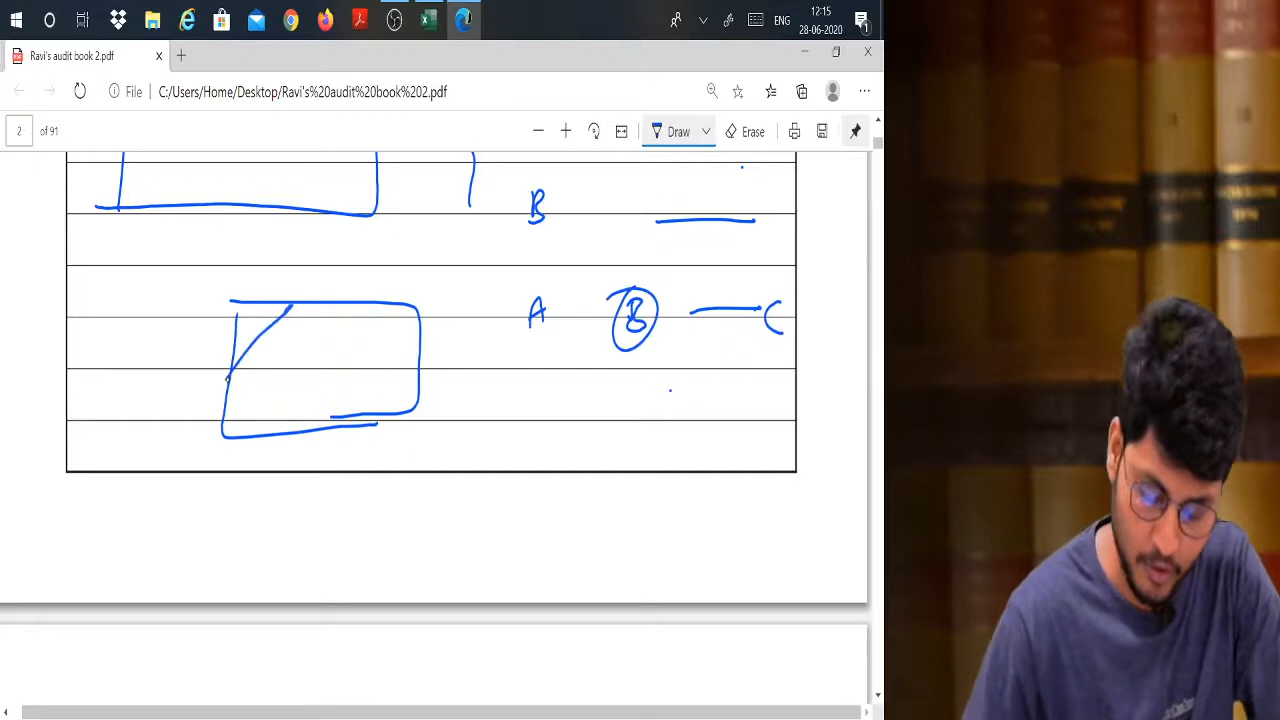 12:15
ENG
28-06-2020
1
Ravi's audit book 2.pdf
File
C:/Users/Home/Desktop/Ravi's%20audit%20book%202.pdf
2 of 91
Draw
Erase
B
A B — C